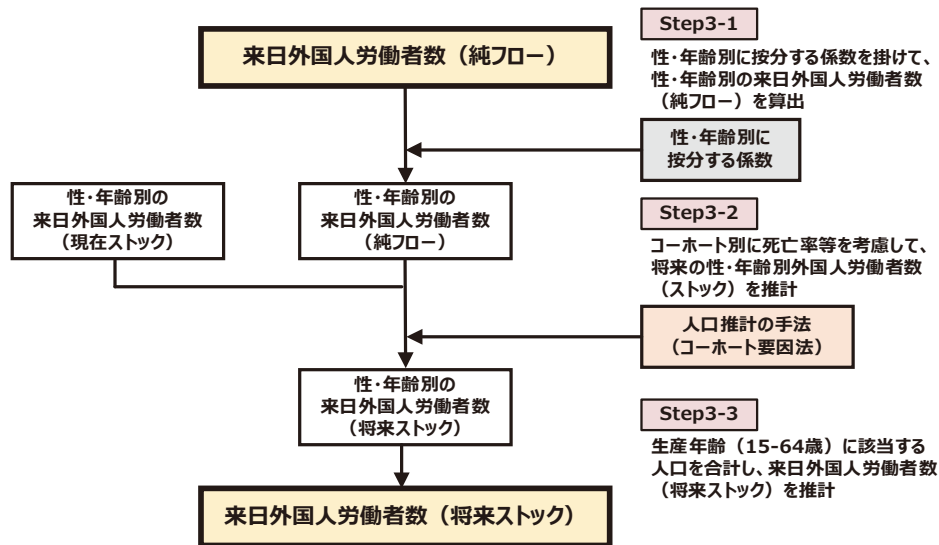 来日外国人労働者数（純フロー）
Step3-1
性・年齢別に按分する係数を掛けて、
性・年齢別の来日外国人労働者数
（純フロー）を算出
性・年齢別に
按分する係数
性・年齢別の
来日外国人労働者数
（現在ストック）
性・年齢別の
来日外国人労働者数
（純フロー）
Step3-2
コーホート別に死亡率等を考慮して、
将来の性・年齢別外国人労働者数
（ストック）を推計
人口推計の手法
（コーホート要因法）
性・年齢別の
来日外国人労働者数
（将来ストック）
Step3-3
生産年齢（15-64歳）に該当する
人口を合計し、来日外国人労働者数
（将来ストック）を推計
来日外国人労働者数（将来ストック）